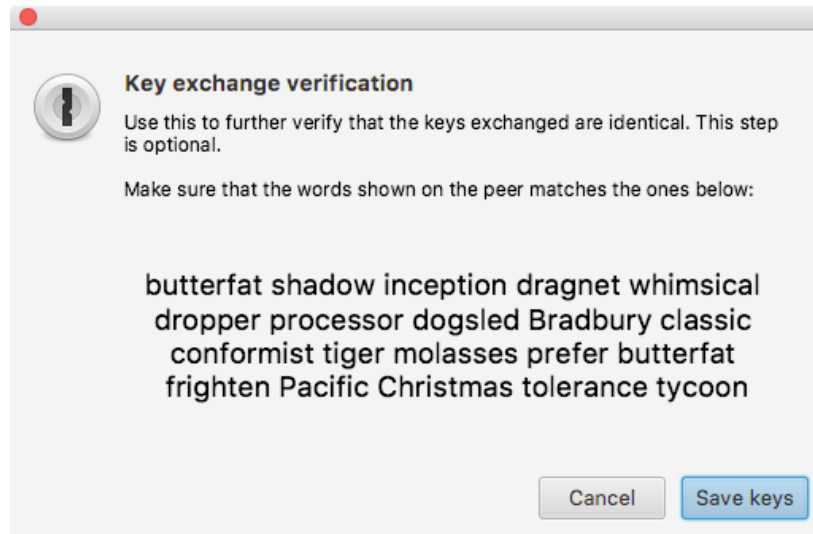 Key exchange verification
Use this to further verify that the keys exchanged are identical. This step
is optional.
Make sure that the words shown on the peer matches the ones below:
butterfat shadow inception dragnet whimsical
dropper processor dogsled Bradbury classic
conformist tiger molasses prefer butterfat
frighten Pacific Christmas tolerance tycoon
Cancel Save keys